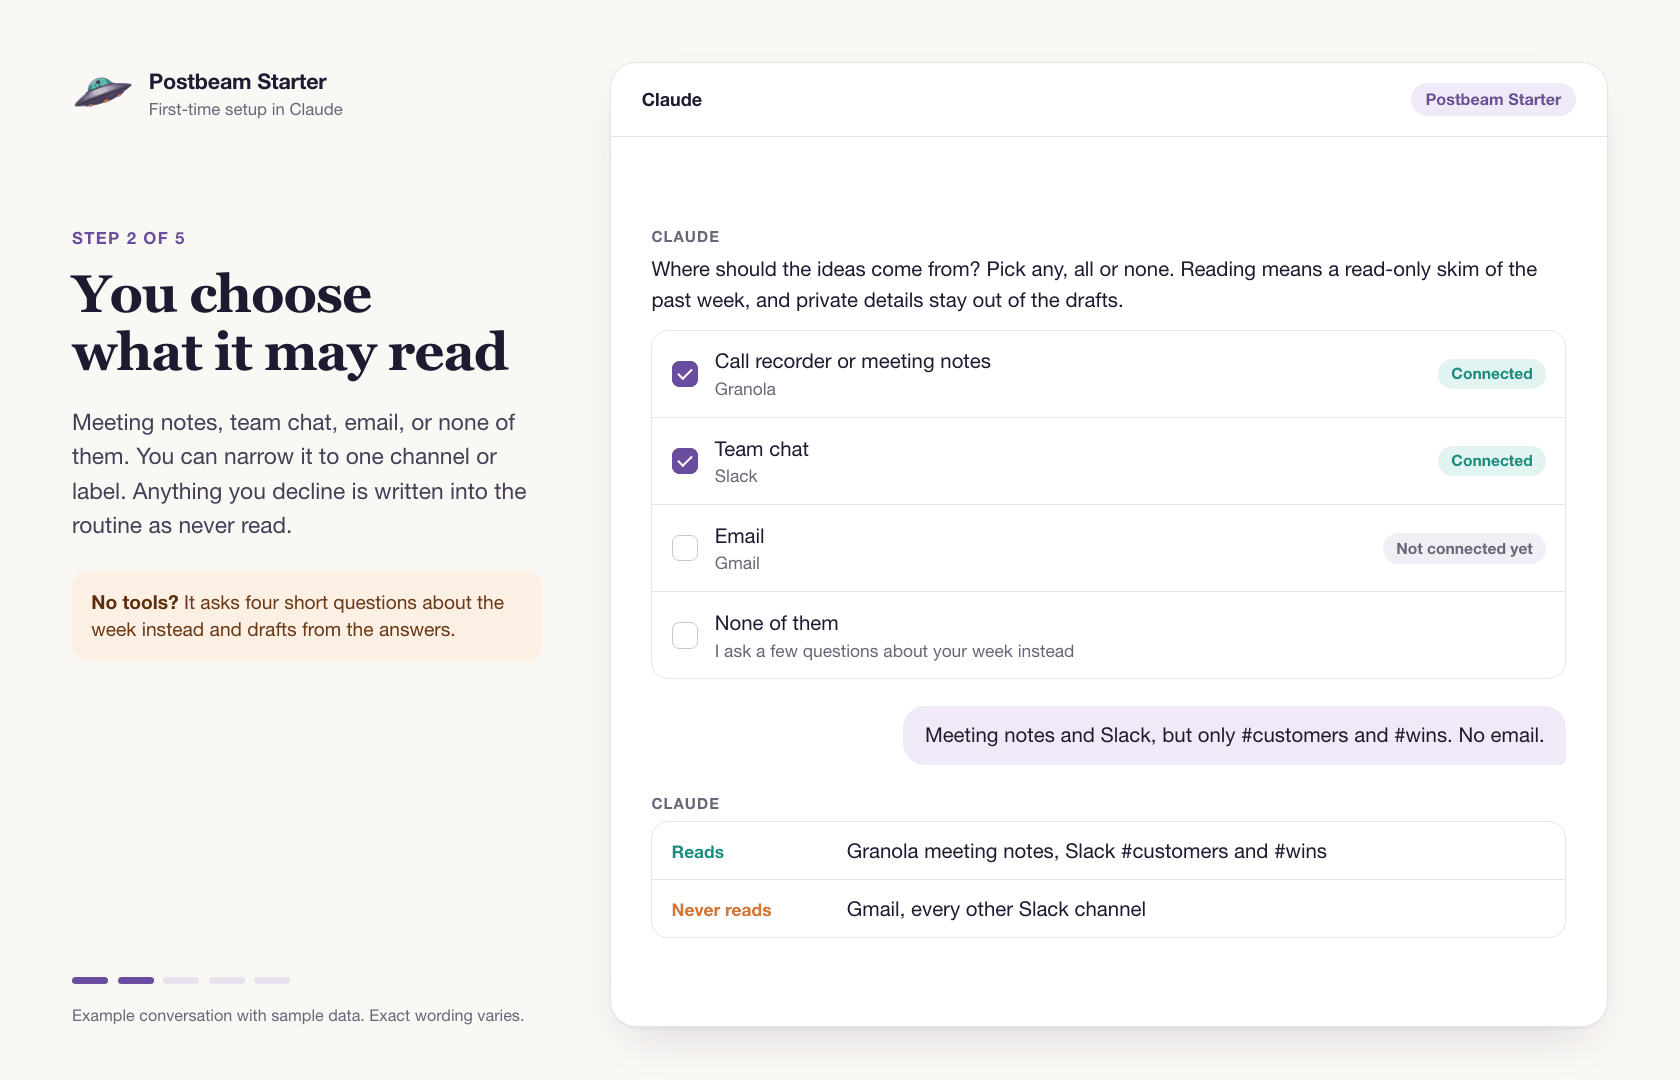 Postbeam Starter
First-time setup in Claude
STEP 2 OF 5
You choose
what it may read
Meeting notes, team chat, email, or none of
them. You can narrow it to one channel or
label. Anything you decline is written into the
routine as never read.
No tools? It asks four short questions about the
week instead and drafts from the answers.
Example conversation with sample data. Exact wording varies.
Claude
Postbeam Starter
CLAUDE
Where should the ideas come from? Pick any, all or none. Reading means a read-only skim of the
past week, and private details stay out of the drafts.
Call recorder or meeting notes
Granola
Connected
Team chat
Slack
Connected
Email
Gmail
Not connected yet
None of them
I ask a few questions about your week instead
Meeting notes and Slack, but only #customers and #wins. No email.
CLAUDE
Reads Granola meeting notes, Slack #customers and #wins
Never reads Gmail, every other Slack channel